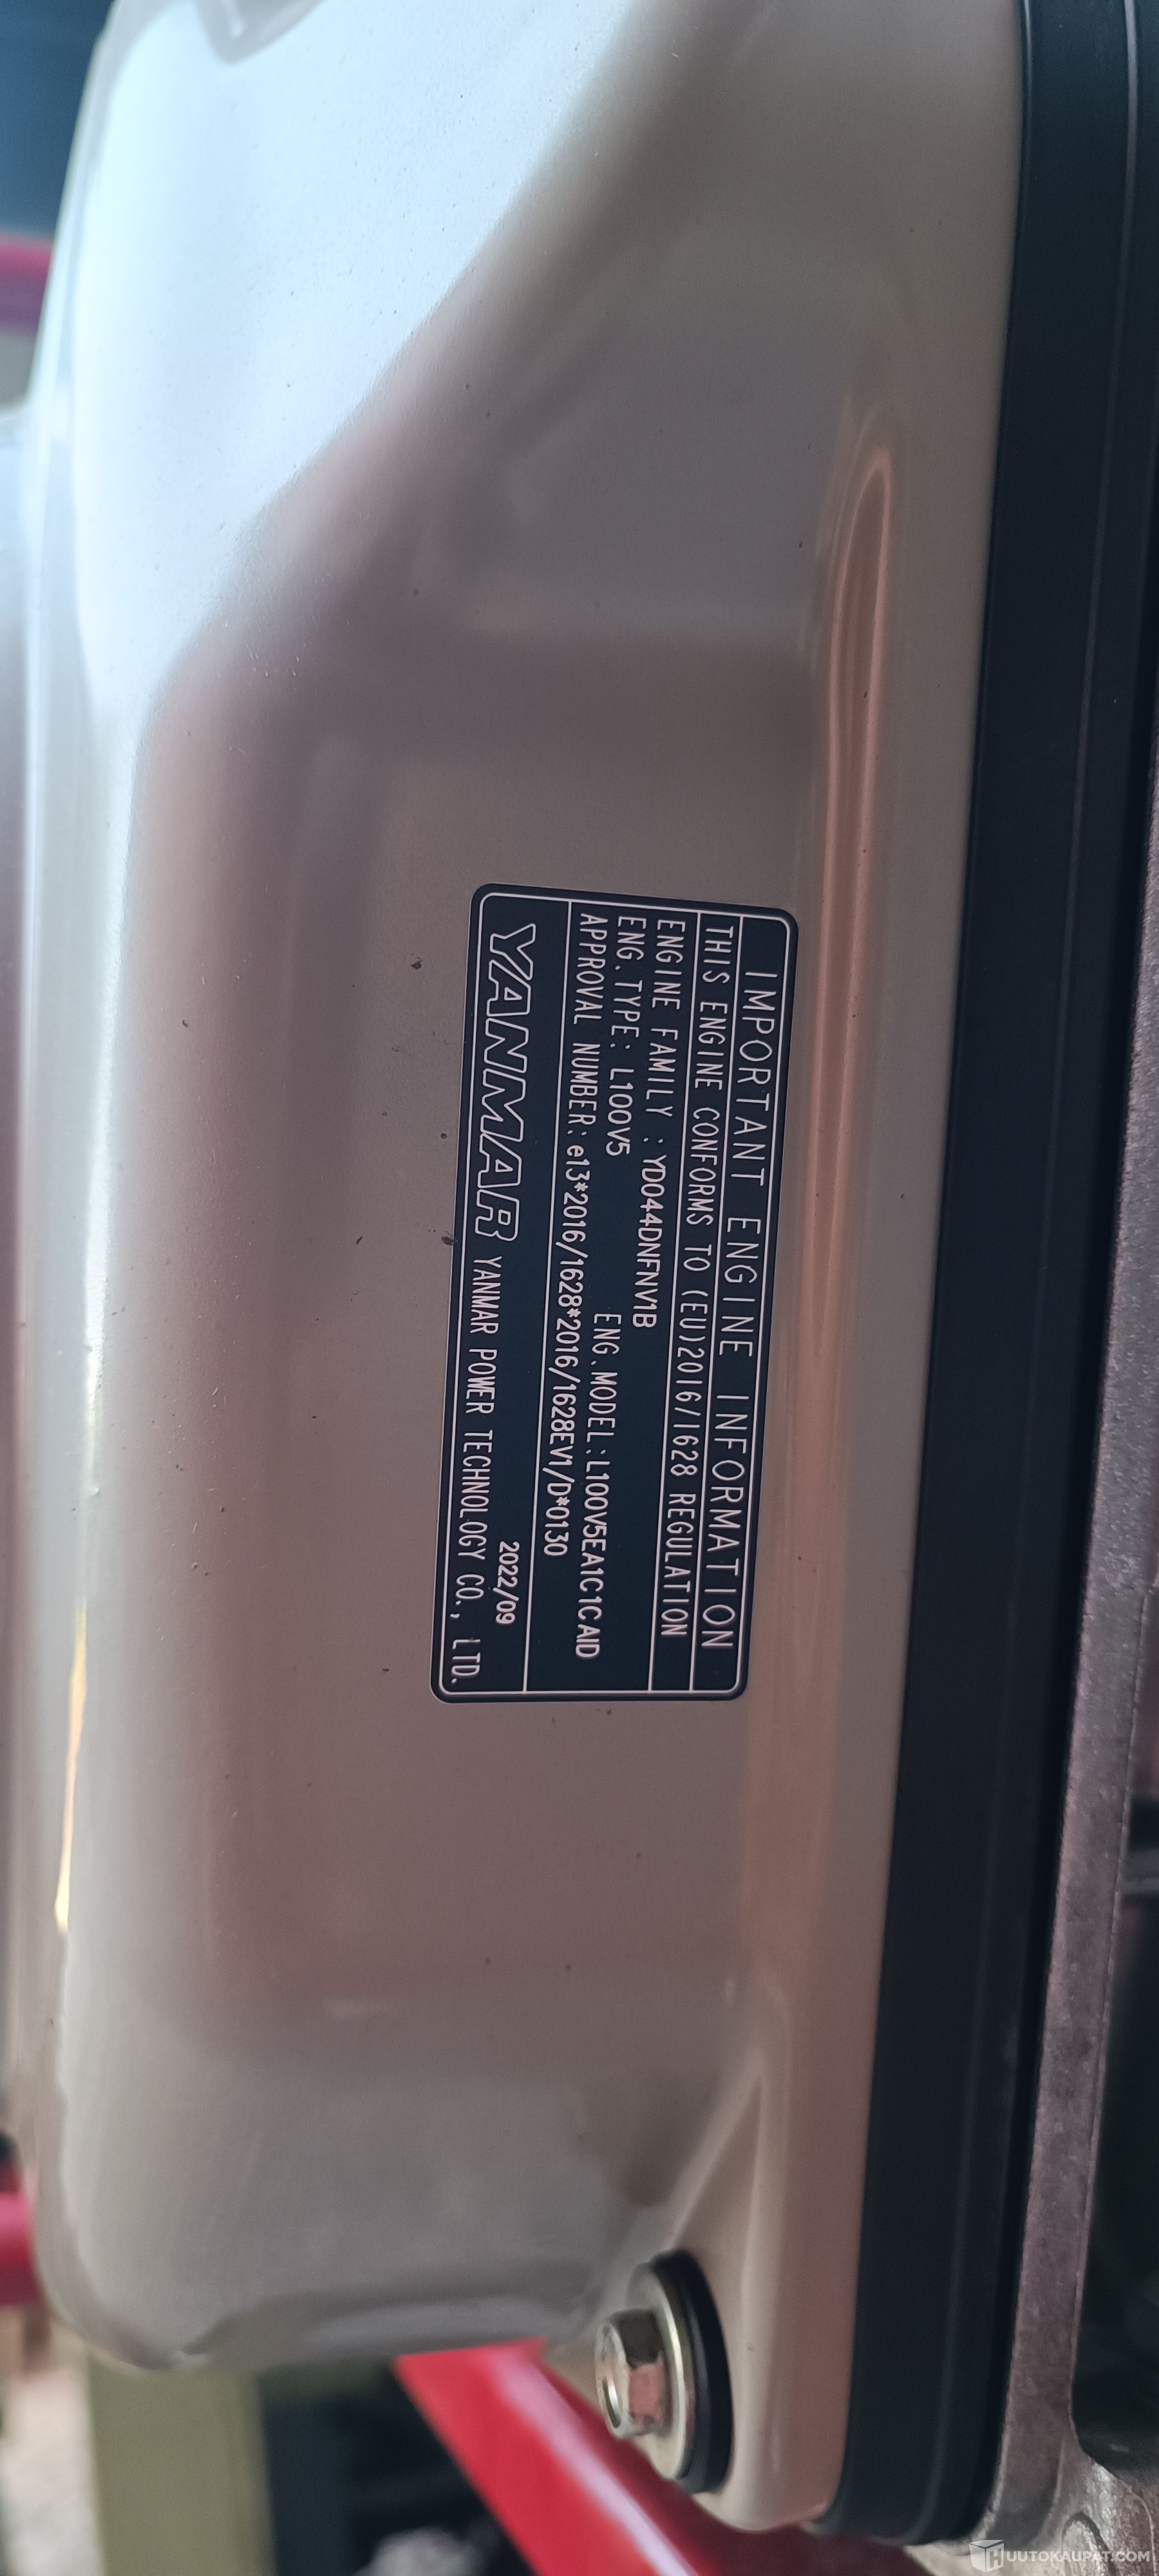 IMPORTANT ENGINE INFORMATION
THIS ENGINE CONFORMS TO (EU)2016/1628 REGULATION
ENGINE FAMILY : YD044DNFNV1B
ENG. TYPE: L100V5 ENG.MODEL:L100V5EA1C1CAID
APPROVAL NUMBER: e13*2016/1628*2016/1628EV1/D*0130
2022/09
YANMAR YANMAR POWER TECHNOLOGY CO., LTD.
HUUTOKAUPAT.COM